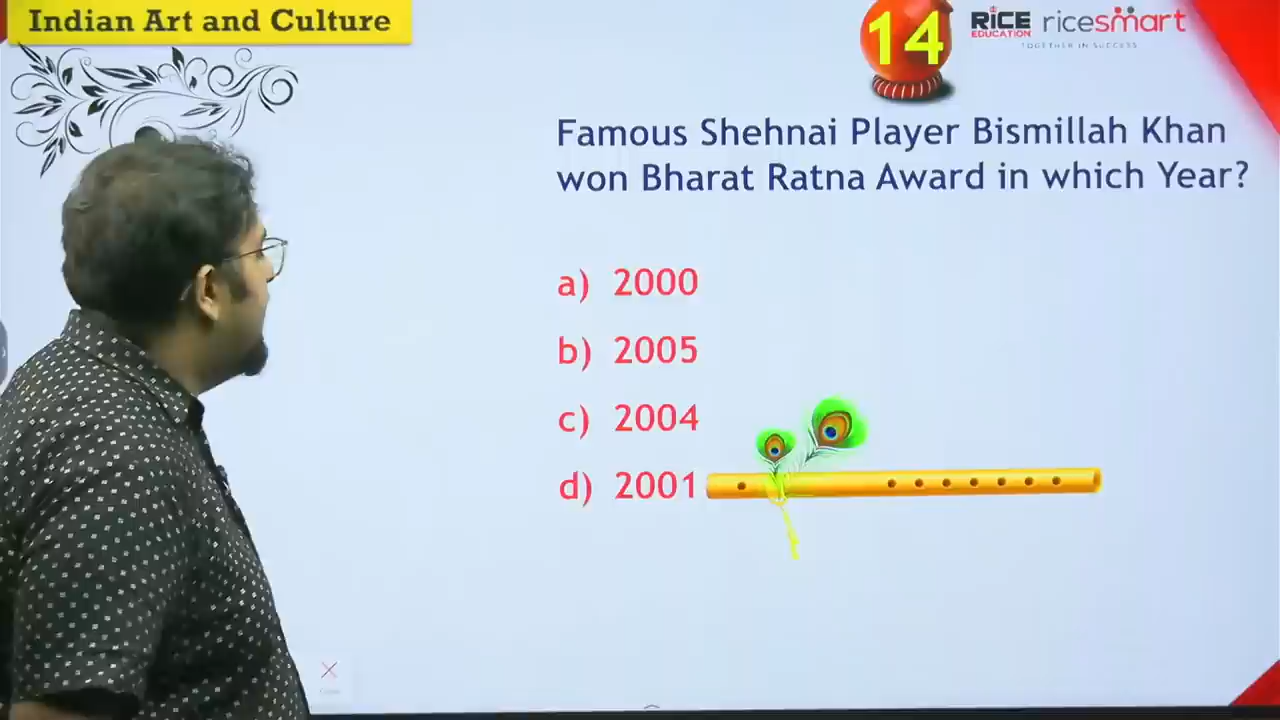 Indian Art and Culture
14
RICE
EDUCATION
ricesmart
TOGETHER IN SUCCESS
Famous Shehnai Player Bismillah Khan
won Bharat Ratna Award in which Year?
a) 2000
b) 2005
c) 2004
d) 2001